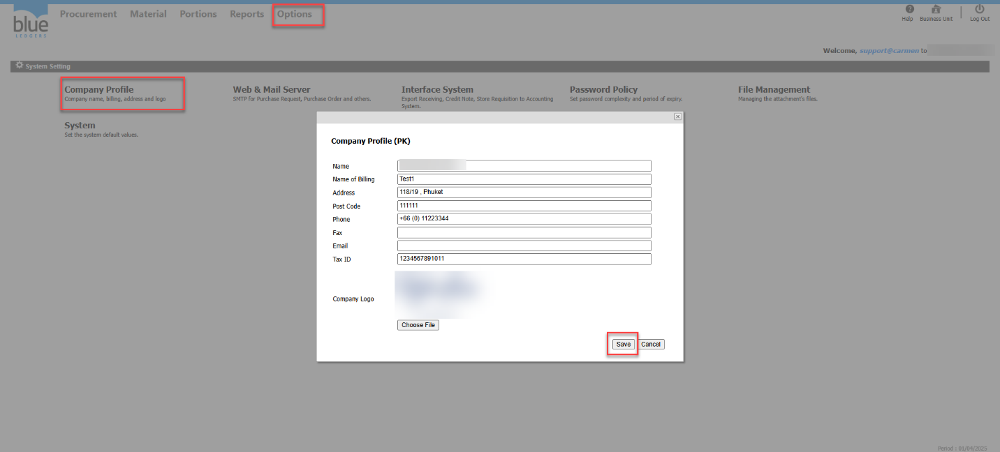 blue
LEDGERS
Procurement Material Portions Reports Options
Help Business Unit Log Out
Welcome, support@carmen to
System Setting
Company Profile
Company name, billing, address and logo
Web & Mail Server
SMTP for Purchase Request, Purchase Order and others.
Interface System
Export Receiving, Credit Note, Store Requisition to Accounting
System.
Password Policy
Set password complexity and period of expiry.
File Management
Managing the attachment's files.
System
Set the system default values.
Company Profile (PK)
Name
Name of Billing Test1
Address 118/19 , Phuket
Post Code 111111
Phone +66 (0) 11223344
Fax
Email
Tax ID 1234567891011
Company Logo
Choose File
Save Cancel
Period : 01/04/2025